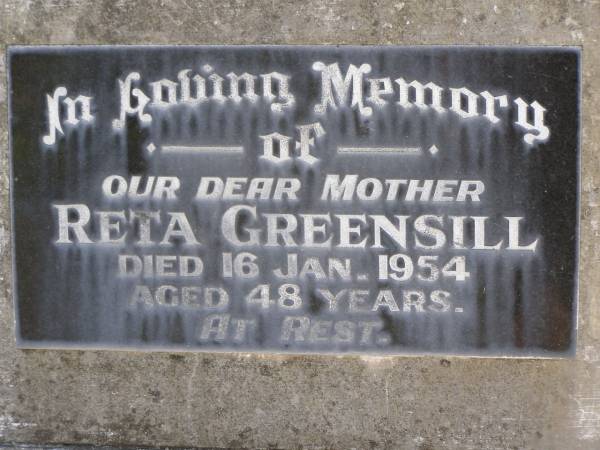 In Loving Memory
of
OUR DEAR MOTHER
RETA GREENSILL
DIED 16 JAN. 1954
AGED 48 YEARS.
AT REST.